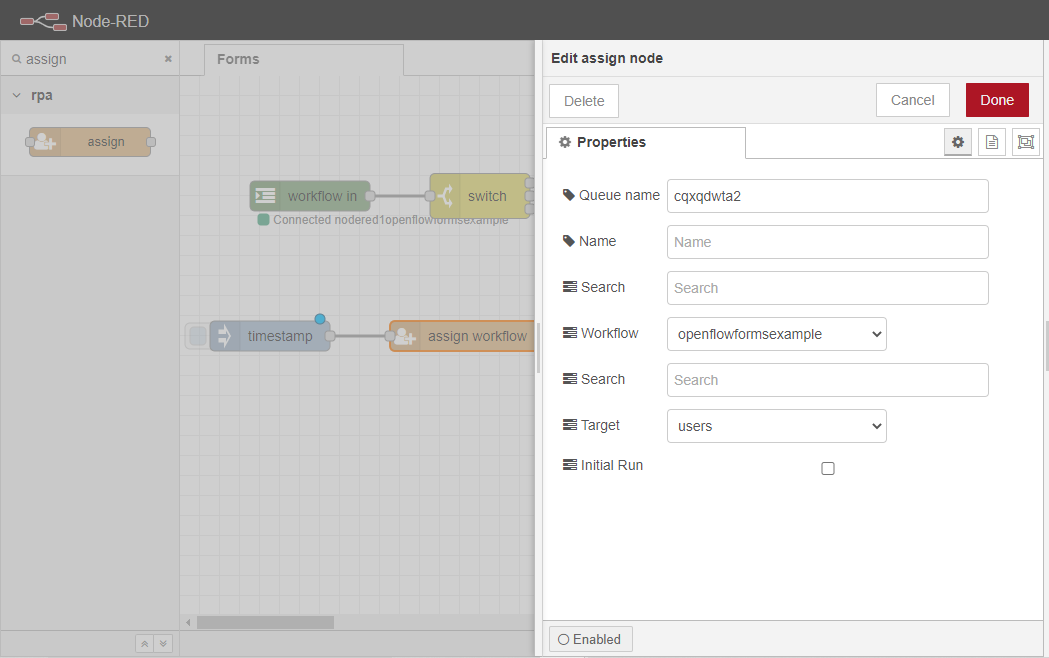 Node-RED
assign
rpa
assign
Forms
workflow in
switch
Connected nodered1openflowformsexample
timestamp
assign workflow
Edit assign node
Delete
Cancel
Done
Properties
Queue name
cqxqdwta2
Name
Name
Search
Search
Workflow
openflowformsexample
Search
Search
Target
users
Initial Run
Enabled